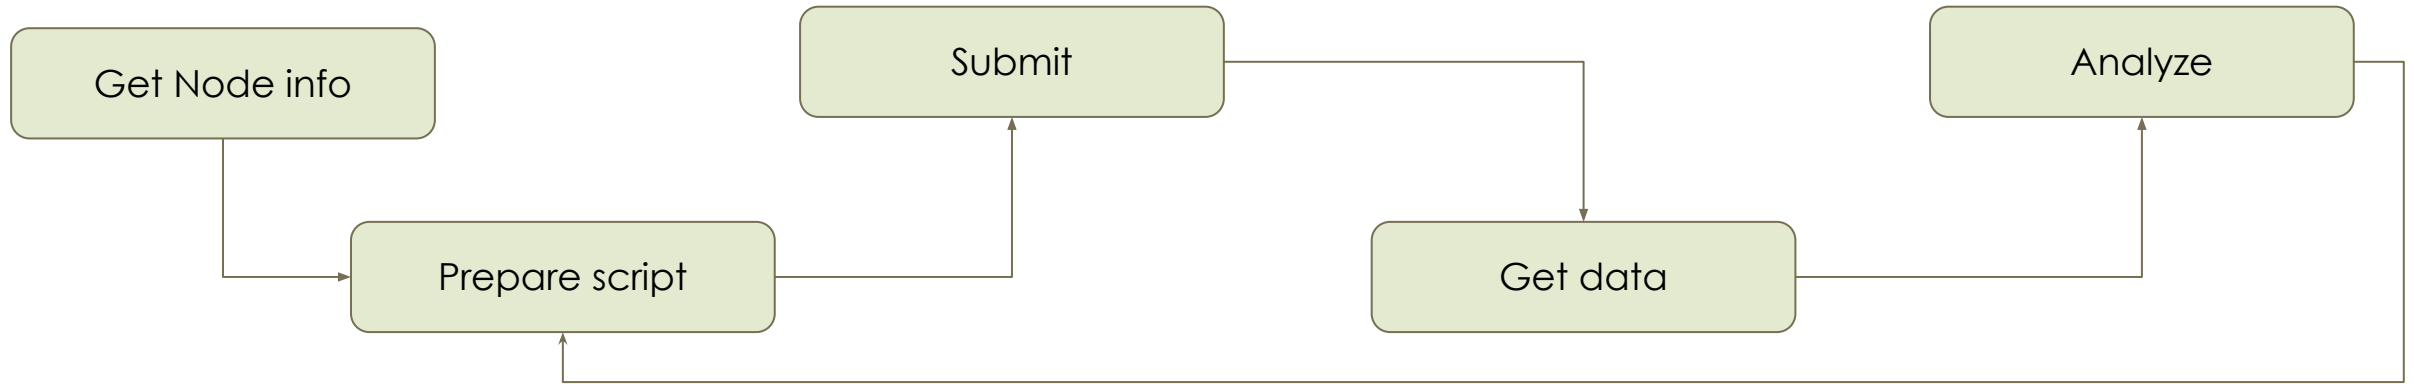 Get Node info
Prepare script
Submit
Get data
Analyze